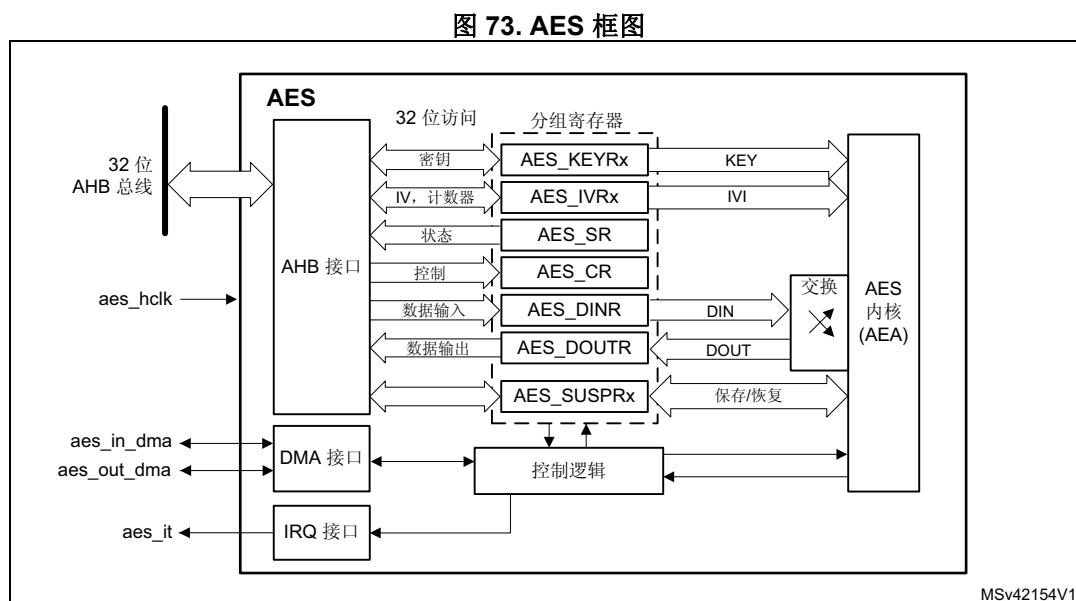 图 73. AES 框图
AES
32 位访问
分组寄存器
32 位
AHB 总线
AHB 接口
密钥
AES_KEYRx
KEY
IV，计数器
AES_IVRx
IVI
状态
AES_SR
控制
AES_CR
aes_hclk
数据输入
AES_DINR
DIN
交换
AES
内核
(AEA)
数据输出
AES_DOUTR
DOUT
AES_SUSPRx
保存/恢复
aes_in_dma
aes_out_dma
DMA 接口
控制逻辑
aes_it
IRQ 接口
MSv42154V1